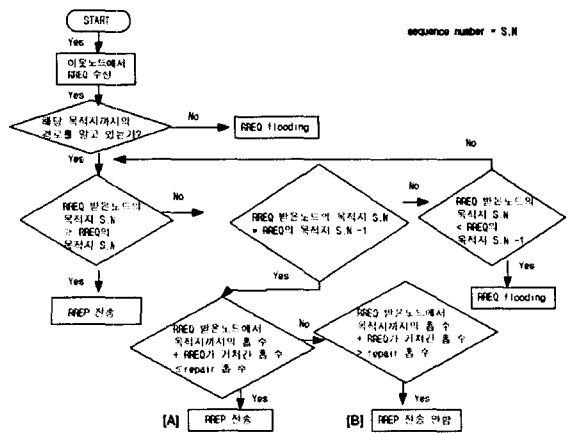 START
sequence number = S.N
Yes
이웃노드에서
RREQ 수신
Yes
해당 목적지까지의
경로를 알고 있는가?
No
RREQ flooding
No
Yes
RREQ 받은노드의
목적지 S.N
≥ RREQ의
목적지 S.N
No
RREQ 받은노드의 목적지 S.N
= RREQ의 목적지 S.N -1
No
RREQ 받은노드의
목적지 S.N
< RREQ의
목적지 S.N -1
Yes
RREP 전송
Yes
Yes
RREQ flooding
RREQ 받은노드에서
목적지까지의 홉 수
+ RREQ가 거쳐간 홉 수
≤repair 홉 수
No
RREQ 받은노드에서
목적지까지의 홉 수
+ RREQ가 거쳐간 홉 수
> repair 홉 수
Yes
Yes
[A]
RREP 전송
[B]
RREP 전송 안함